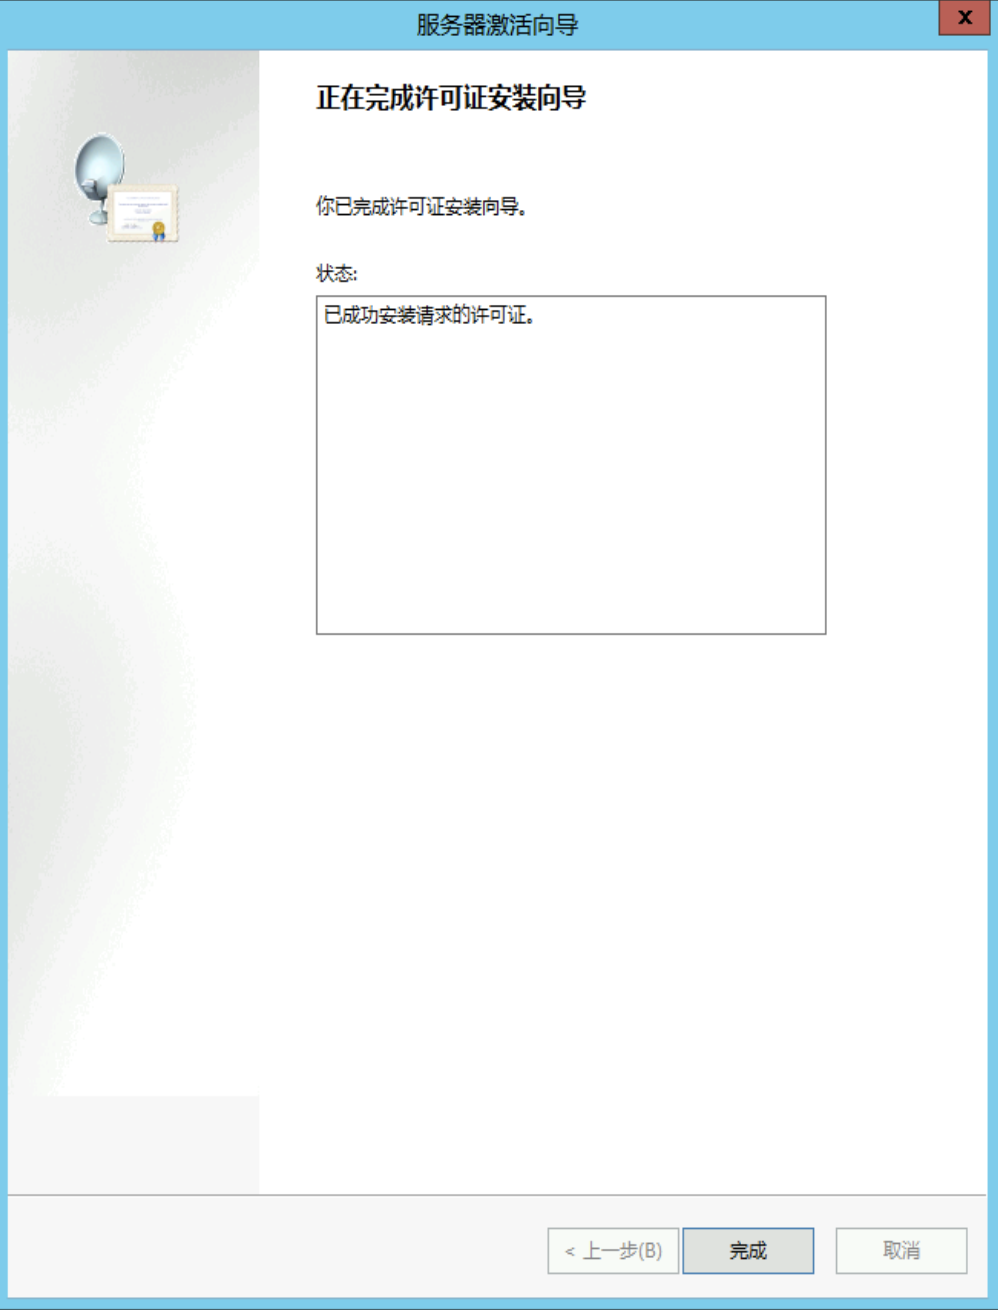 服务器激活向导
x
正在完成许可证安装向导
你已完成许可证安装向导。
状态:
已成功安装请求的许可证。
< 上一步(B)
完成
取消